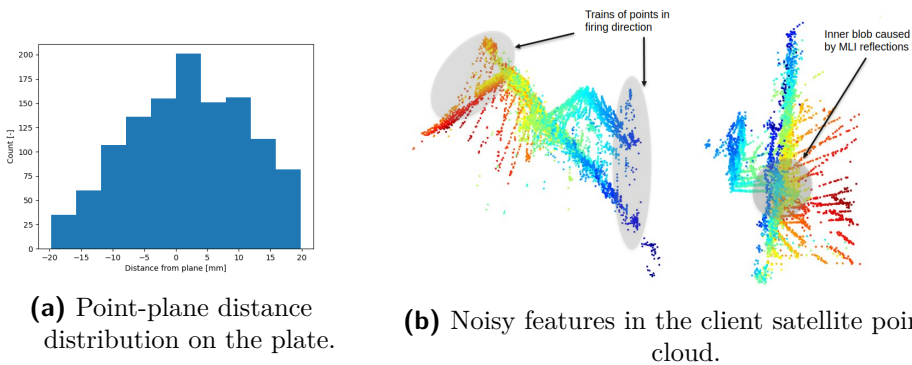 Trains of points in
firing direction
Inner blob caused
by MLI reflections
200
175
150
125
100
75
50
25
0
Count [-]
−20 −15 −10 −5 0 5 10 15 20
Distance from plane [mm]
(a) Point-plane distance
distribution on the plate.
(b) Noisy features in the client satellite poin
cloud.